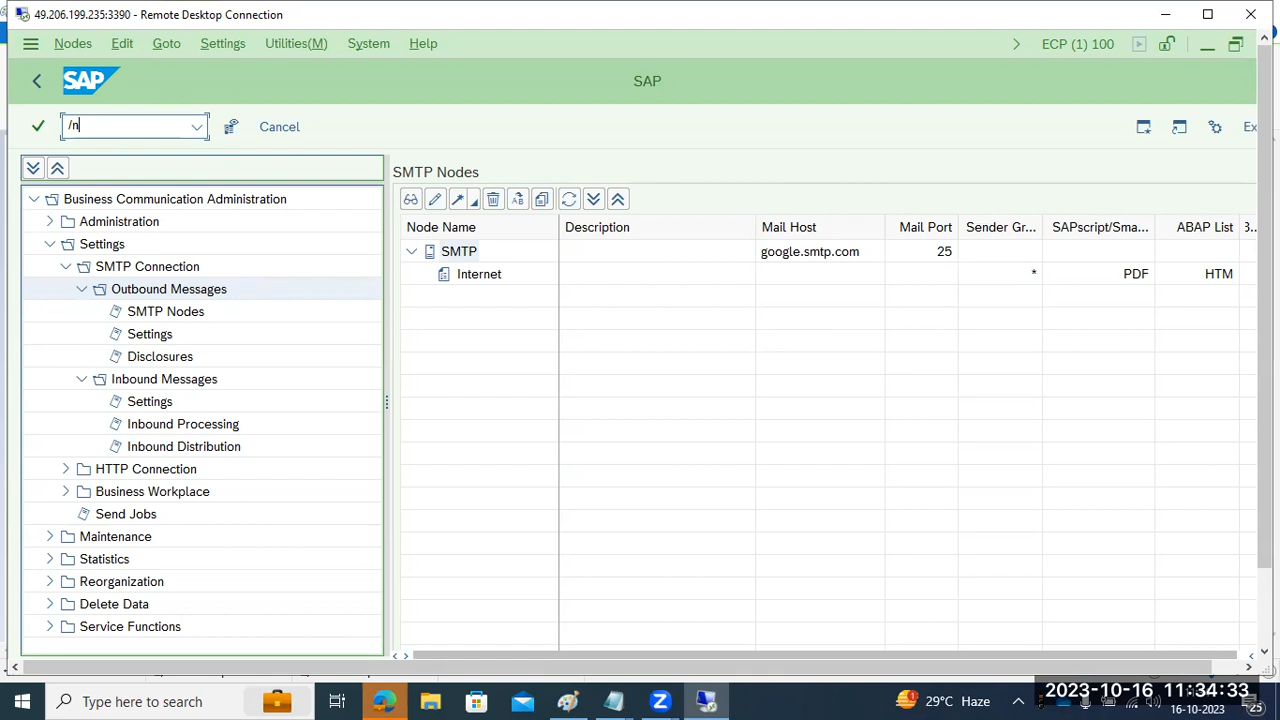 49.206.199.235:3390 - Remote Desktop Connection
Nodes Edit Goto Settings Utilities(M) System Help ECP (1) 100
SAP SAP
/n Cancel Ex
SMTP Nodes
Business Communication Administration
Administration
Settings
SMTP Connection
Outbound Messages
SMTP Nodes
Settings
Disclosures
Inbound Messages
Settings
Inbound Processing
Inbound Distribution
HTTP Connection
Business Workplace
Send Jobs
Maintenance
Statistics
Reorganization
Delete Data
Service Functions
Node Name Description Mail Host Mail Port Sender Gr... SAPscript/Sma... ABAP List B...
SMTP google.smtp.com 25
Internet * PDF HTM
Type here to search 29°C Haze 2023-10-16 11:34:33
16-10-2023 25